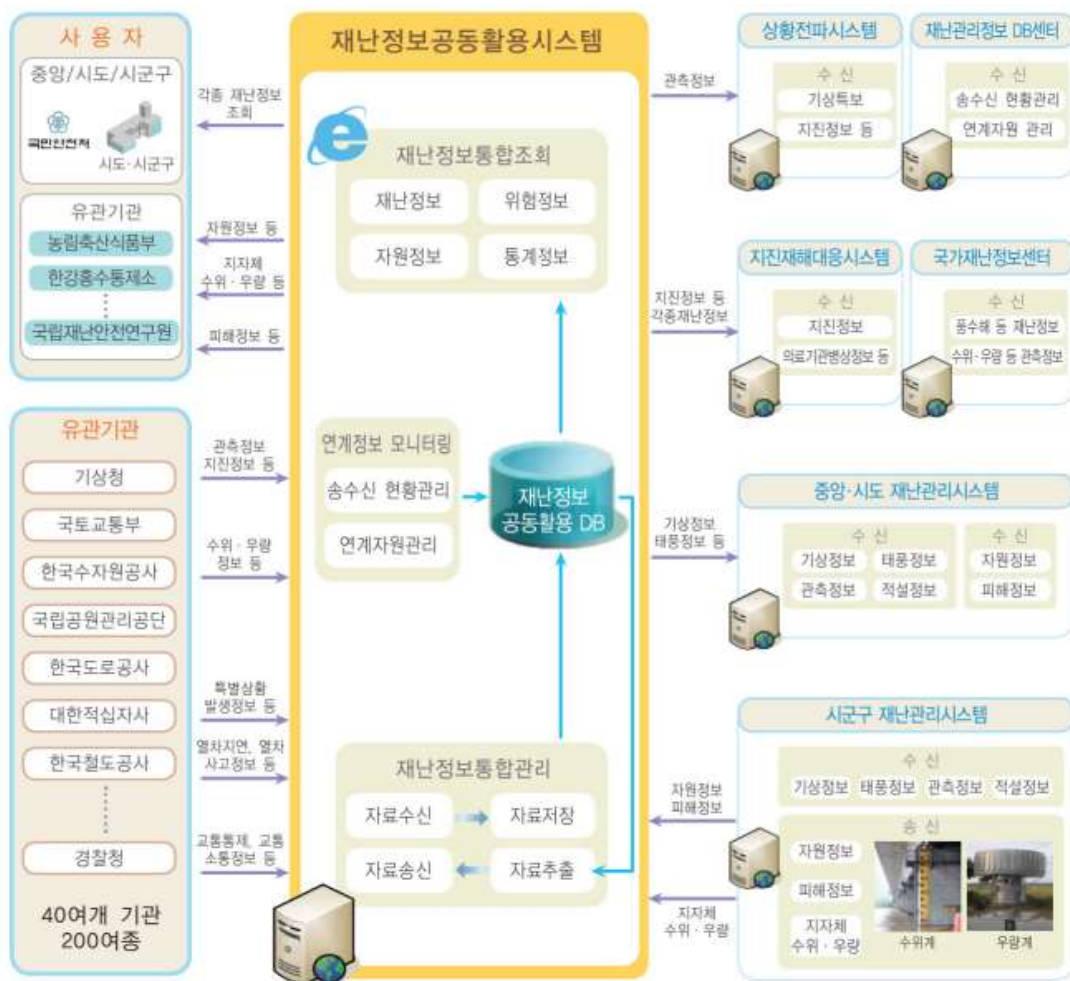 사 용 자
중앙/시도/시군구
국민안전처
시도·시군구
유관기관
농림축산식품부
한강홍수통제소
국립재난안전연구원
각종 재난정보
조회
자원정보 등
지자체
수위·우량 등
피해정보 등
유관기관
기상청
국토교통부
한국수자원공사
국립공원관리공단
한국도로공사
대한적십자사
한국철도공사
경찰청
40여개 기관
200여종
관측정보
지진정보 등
수위·우량
정보 등
특별상황
발생정보 등
열차지연, 열차
사고정보 등
교통통제, 교통
소통정보 등
재난정보공동활용시스템
재난정보통합조회
재난정보
위험정보
자원정보
통계정보
연계정보 모니터링
송수신 현황관리
연계자원관리
재난정보
공동활용 DB
재난정보통합관리
자료수신
자료저장
자료송신
자료추출
관측정보
지진정보 등
각종재난정보
기상정보
태풍정보 등
자원정보
피해정보
지자체
수위·우량
상황전파시스템
수 신
기상특보
지진정보 등
재난관리정보 DB센터
수 신
송수신 현황관리
연계자원 관리
지진재해대응시스템
수 신
지진정보
의료기관병상정보 등
국가재난정보센터
수 신
풍수해 등 재난정보
수위·우량 등 관측정보
중앙·시도 재난관리시스템
수 신
기상정보 태풍정보
관측정보 적설정보
수 신
자원정보
피해정보
시군구 재난관리시스템
수 신
기상정보 태풍정보 관측정보 적설정보
송 신
자원정보
피해정보
지자체
수위·우량
수위계
우량계